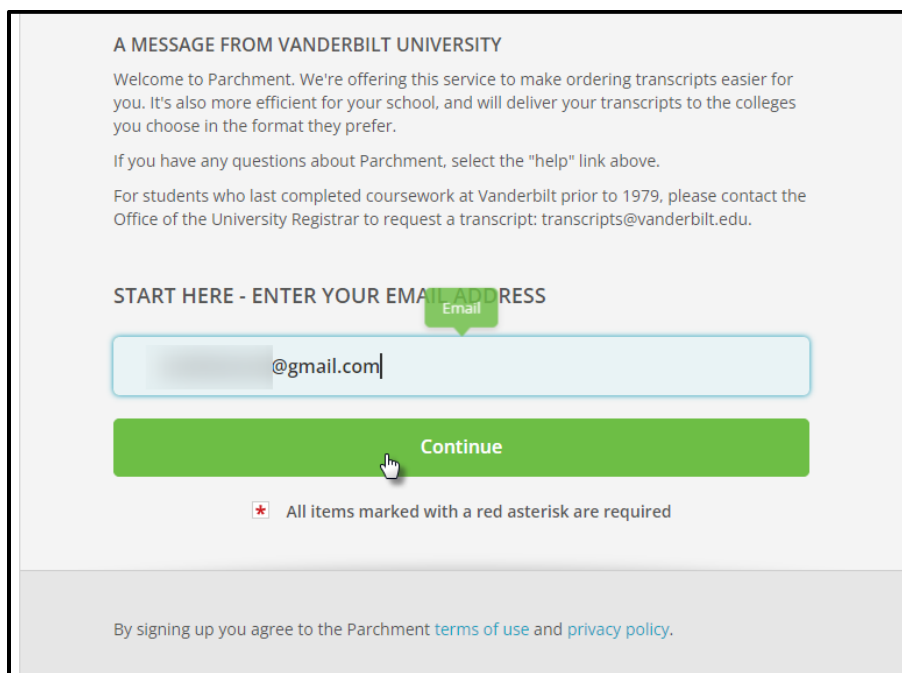 A MESSAGE FROM VANDERBILT UNIVERSITY
Welcome to Parchment. We're offering this service to make ordering transcripts easier for
you. It's also more efficient for your school, and will deliver your transcripts to the colleges
you choose in the format they prefer.
If you have any questions about Parchment, select the "help" link above.
For students who last completed coursework at Vanderbilt prior to 1979, please contact the
Office of the University Registrar to request a transcript: transcripts@vanderbilt.edu.
START HERE - ENTER YOUR EMAIL ADDRESS
Email
@gmail.com
Continue
* All items marked with a red asterisk are required
By signing up you agree to the Parchment terms of use and privacy policy.